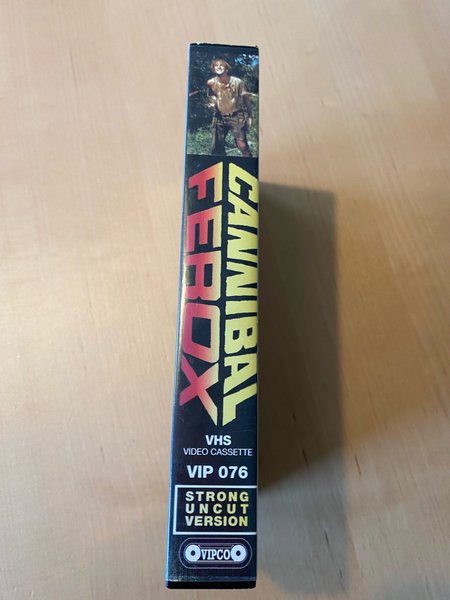 CANNIBAL
FEROX
VHS
VIDEO CASSETTE
VIP 076
STRONG
UNCUT
VERSION
VIPCO